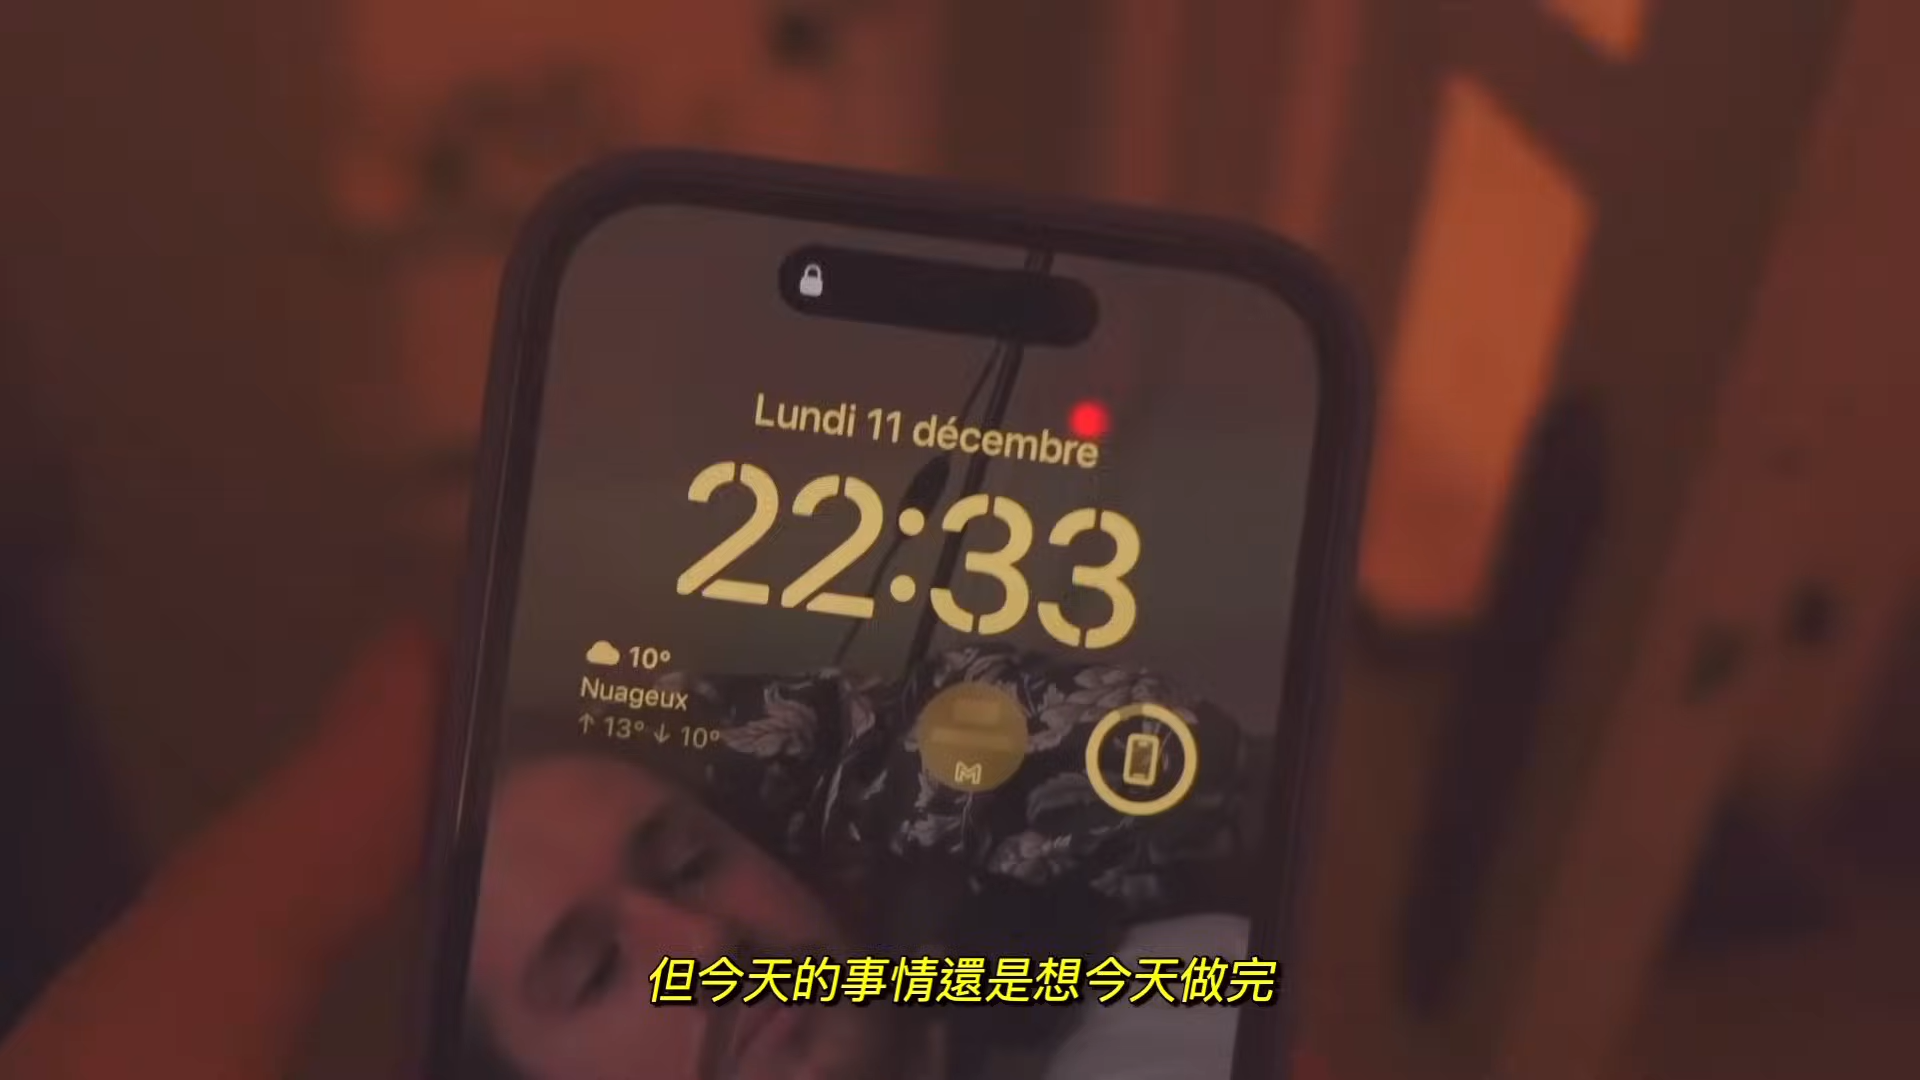 Lundi 11 décembre
22:33
10°
Nuageux
↑ 13° ↓ 10°
但今天的事情還是想今天做完